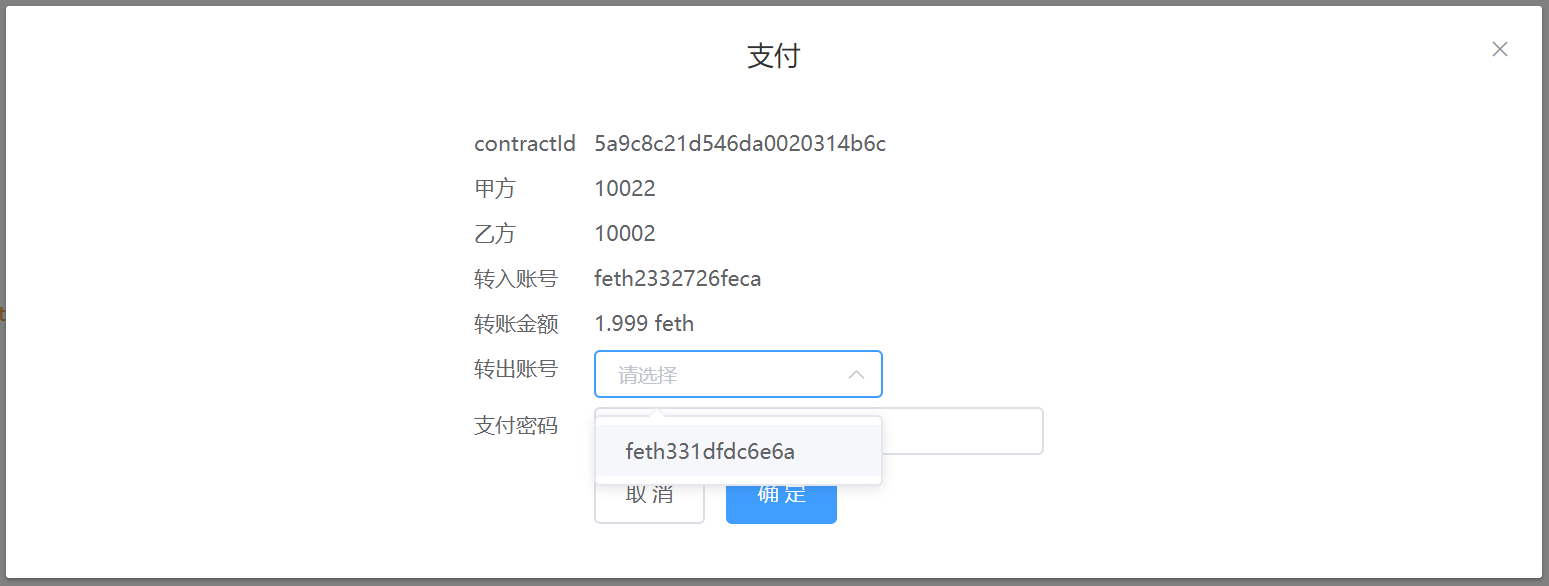 支付
contractId 5a9c8c21d546da0020314b6c
甲方 10022
乙方 10002
转入账号 feth2332726feca
转账金额 1.999 feth
转出账号 请选择
支付密码
feth331dfdc6e6a
取消 确定